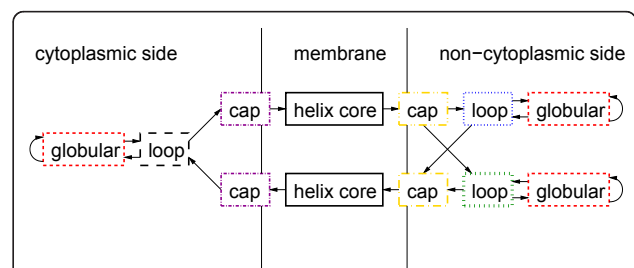 cytoplasmic side membrane non−cytoplasmic side
cap helix core cap loop globular
globular loop
cap helix core cap loop globular